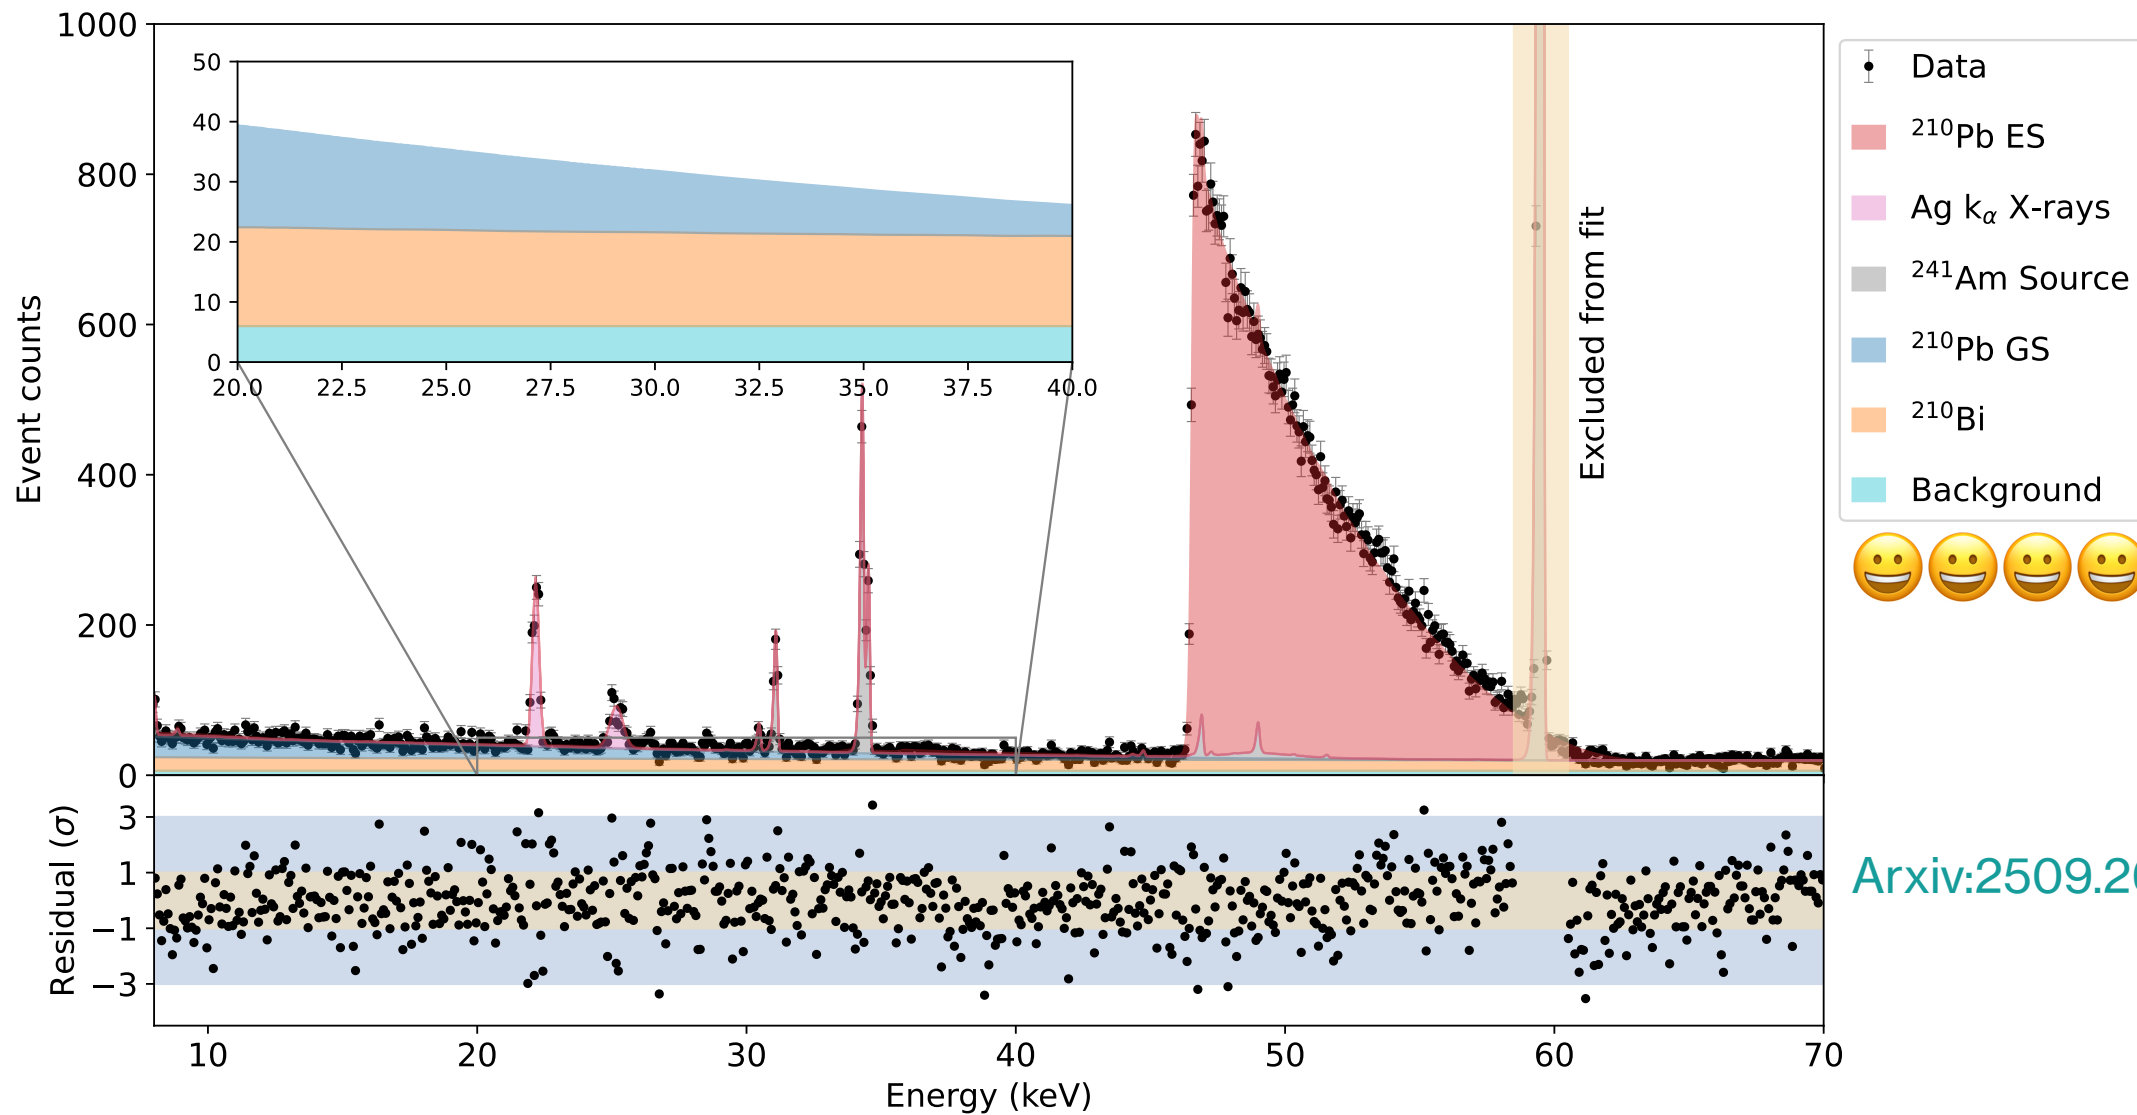 1000
800
600
400
200
0
Event counts
50
40
30
20
10
0
20.0 22.5 25.0 27.5 30.0 32.5 35.0 37.5 40.0
Excluded from fit
Data
²¹⁰Pb ES
Ag kα X-rays
²⁴¹Am Source
²¹⁰Pb GS
²¹⁰Bi
Background
Residual (σ)
3
1
−1
−3
10 20 30 40 50 60 70
Energy (keV)
Arxiv:2509.2